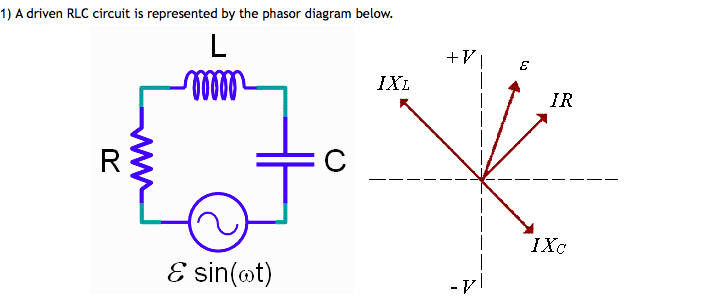 1) A driven RLC circuit is represented by the phasor diagram below.
L
R
C
ℰ sin(ωt)
+V
ε
IXL
IR
IXC
-V